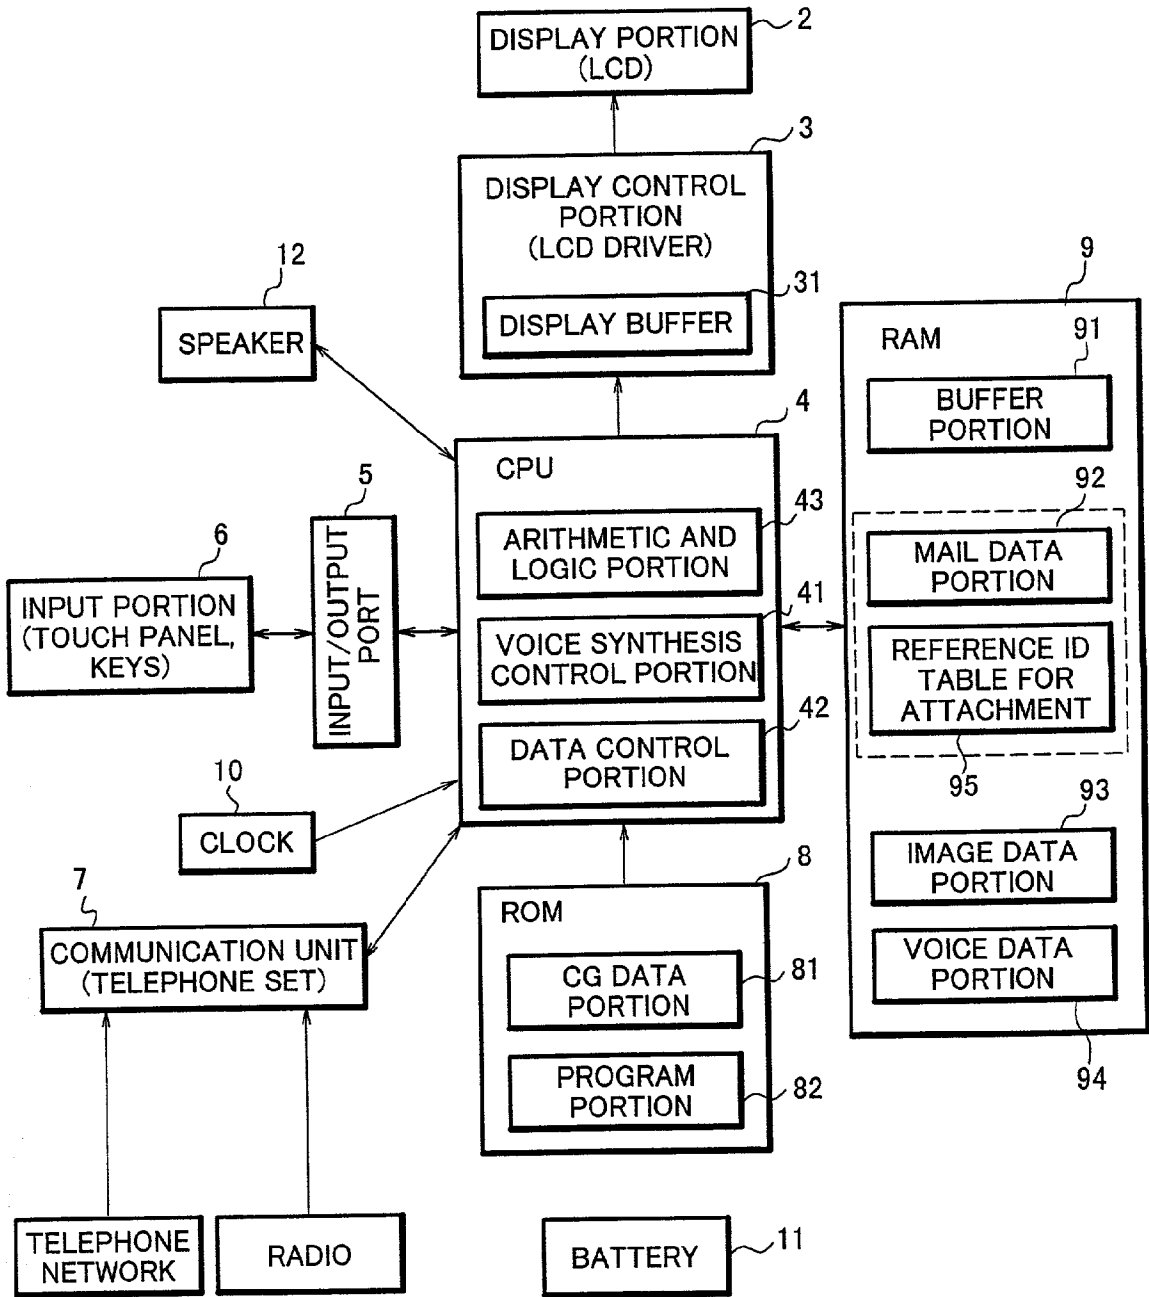 2
DISPLAY PORTION
(LCD)
3
DISPLAY CONTROL
PORTION
(LCD DRIVER)
31
DISPLAY BUFFER
12
SPEAKER
4
CPU
43
ARITHMETIC AND
LOGIC PORTION
41
VOICE SYNTHESIS
CONTROL PORTION
42
DATA CONTROL
PORTION
5
INPUT/OUTPUT
PORT
6
INPUT PORTION
(TOUCH PANEL,
KEYS)
10
CLOCK
7
COMMUNICATION UNIT
(TELEPHONE SET)
TELEPHONE
NETWORK
RADIO
8
ROM
CG DATA
PORTION
81
PROGRAM
PORTION
82
BATTERY
11
9
RAM
91
BUFFER
PORTION
92
MAIL DATA
PORTION
REFERENCE ID
TABLE FOR
ATTACHMENT
95
93
IMAGE DATA
PORTION
VOICE DATA
PORTION
94